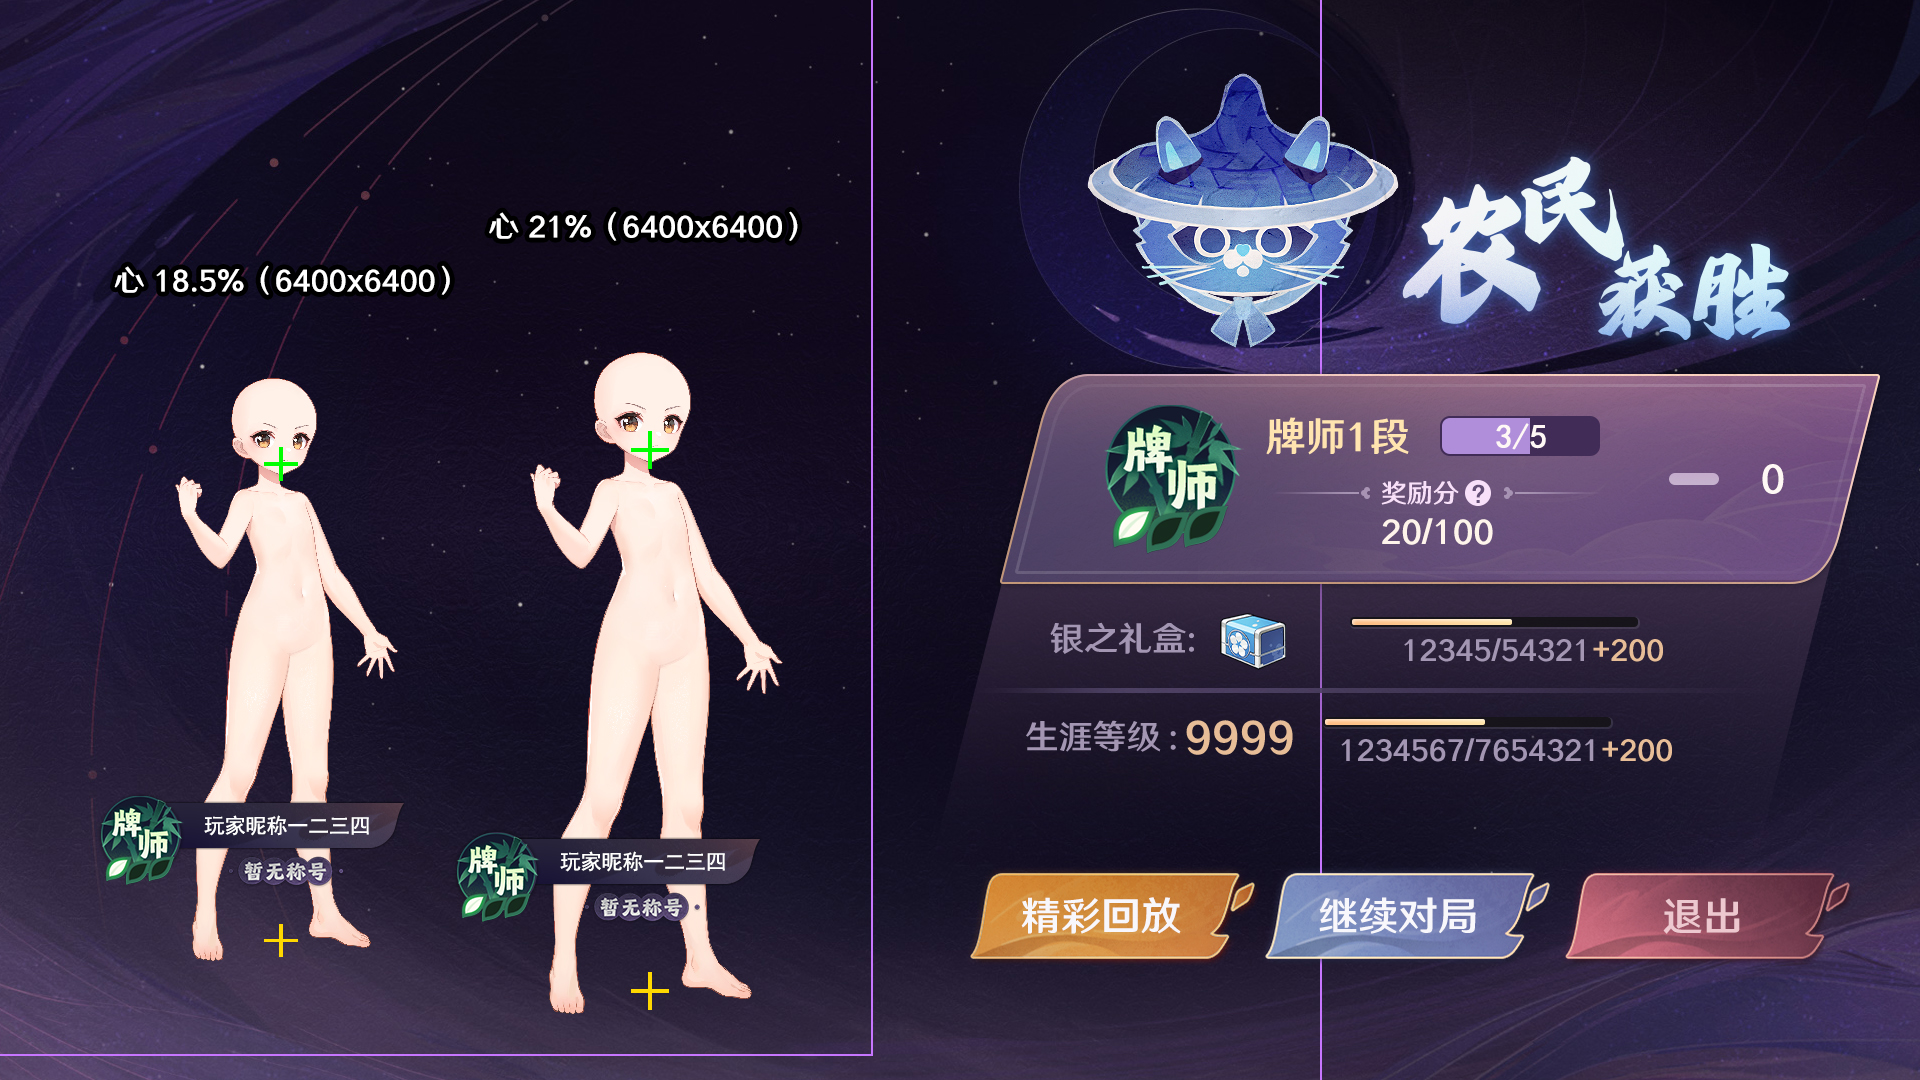 心 21%（6400x6400）
心 18.5%（6400x6400）
农民
获胜
牌师
牌师1段
3/5
奖励分?
20/100
0
银之礼盒:
12345/54321+200
生涯等级:9999
1234567/7654321+200
牌师
玩家昵称一二三四
暂无称号
牌师
玩家昵称一二三四
暂无称号
精彩回放
继续对局
退出